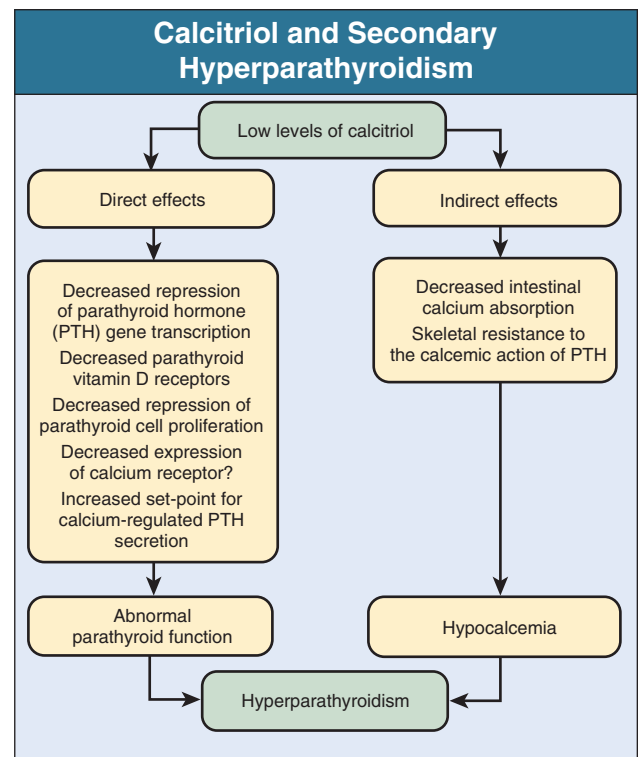 Calcitriol and Secondary
Hyperparathyroidism
Low levels of calcitriol
Direct effects
Indirect effects
Decreased repression
of parathyroid hormone
(PTH) gene transcription
Decreased parathyroid
vitamin D receptors
Decreased repression of
parathyroid cell proliferation
Decreased expression
of calcium receptor?
Increased set-point for
calcium-regulated PTH
secretion
Decreased intestinal
calcium absorption
Skeletal resistance to
the calcemic action of PTH
Abnormal
parathyroid function
Hypocalcemia
Hyperparathyroidism